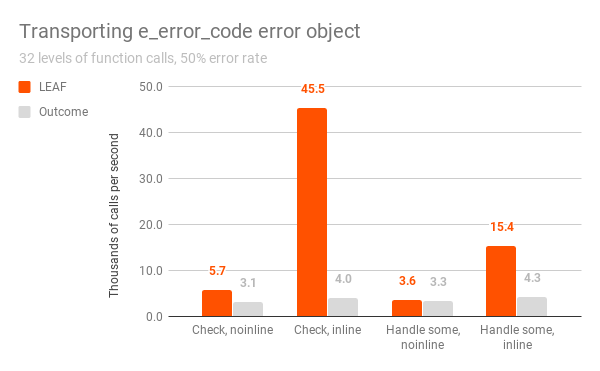 Transporting e_error_code error object
32 levels of function calls, 50% error rate
LEAF
Outcome
Thousands of calls per second
50.0
40.0
30.0
20.0
10.0
0.0
5.7
3.1
45.5
4.0
3.6
3.3
15.4
4.3
Check, noinline
Check, inline
Handle some,
noinline
Handle some,
inline